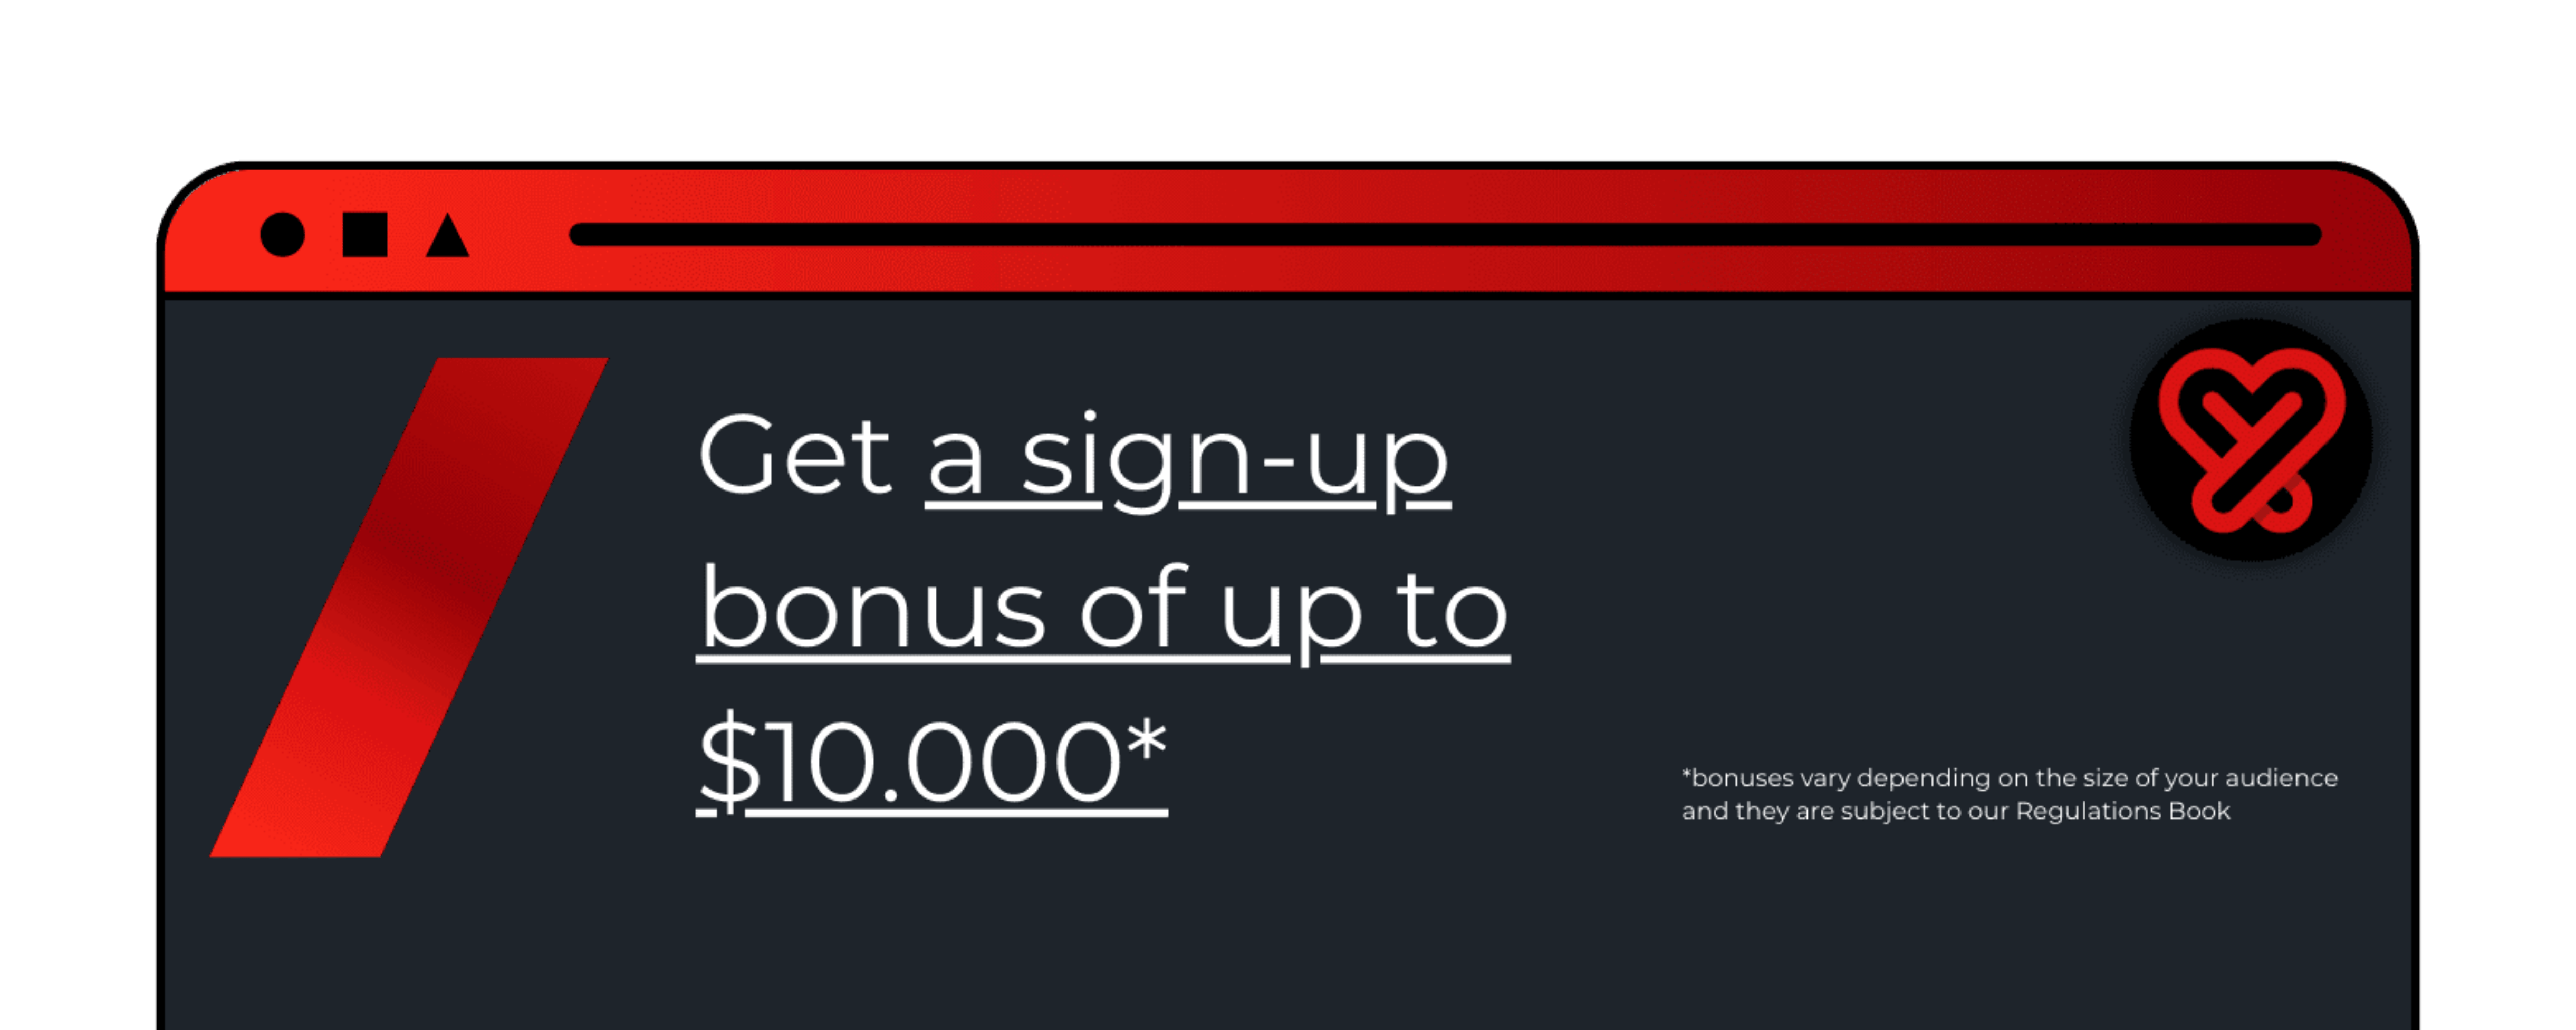 Get a sign-up
bonus of up to
$10.000*
*bonuses vary depending on the size of your audience
and they are subject to our Regulations Book